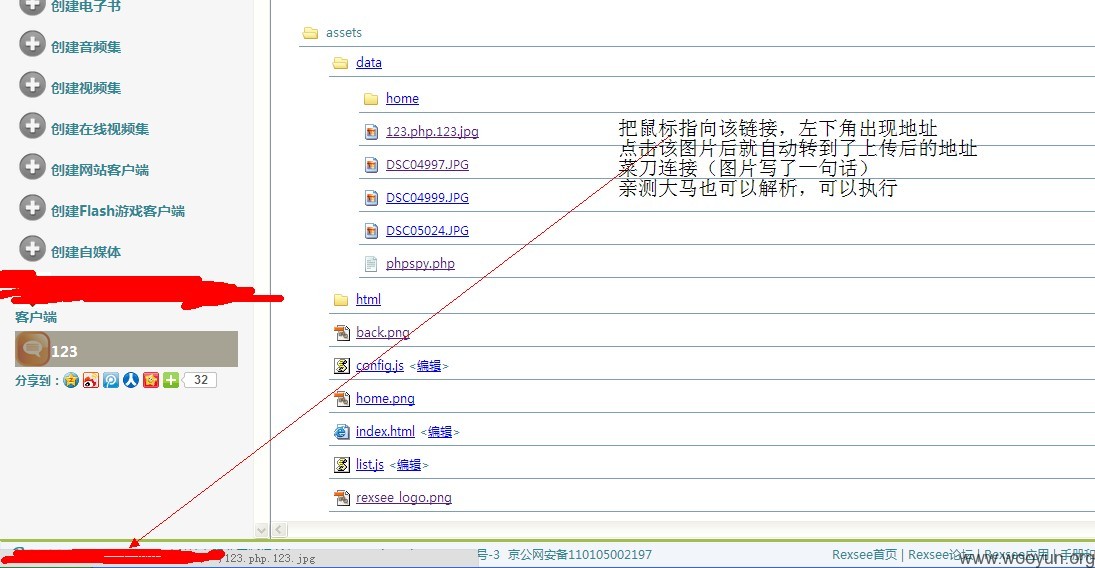 创建电子书
创建音频集
创建视频集
创建在线视频集
创建网站客户端
创建Flash游戏客户端
创建自媒体
客户端
123
分享到：
32
assets
data
home
123.php.123.jpg
DSC04997.JPG
DSC04999.JPG
DSC05024.JPG
phpspy.php
html
back.png
config.js <编辑>
home.png
index.html <编辑>
list.js <编辑>
rexsee_logo.png
把鼠标指向该链接，左下角出现地址
点击该图片后就自动转到了上传后的地址
菜刀连接（图片写了一句话）
亲测大马也可以解析，可以执行
/123.php.123.jpg
号-3 京公网安备110105002197
Rexsee首页 | Rexsee论坛 | Rexsee应用 | 手册和
www.wooyun.org